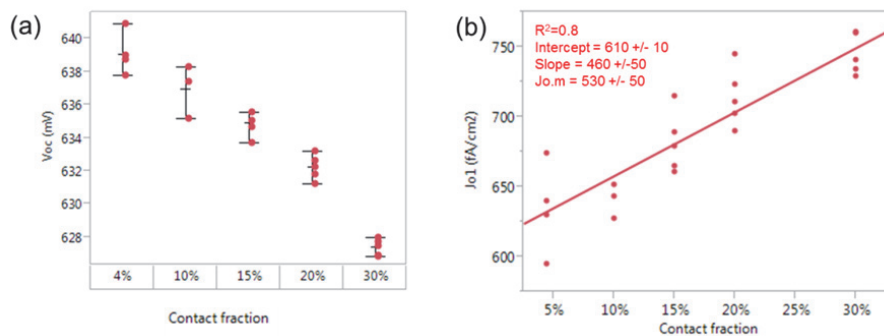 (a)
640
638
636
634
632
630
628
Voc (mV)
4% 10% 15% 20% 30%
Contact fraction
(b)
R²=0.8
Intercept = 610 +/- 10
Slope = 460 +/-50
Jo.m = 530 +/- 50
750
700
650
600
Jo1 (fA/cm2)
5% 10% 15% 20% 25% 30%
Contact fraction